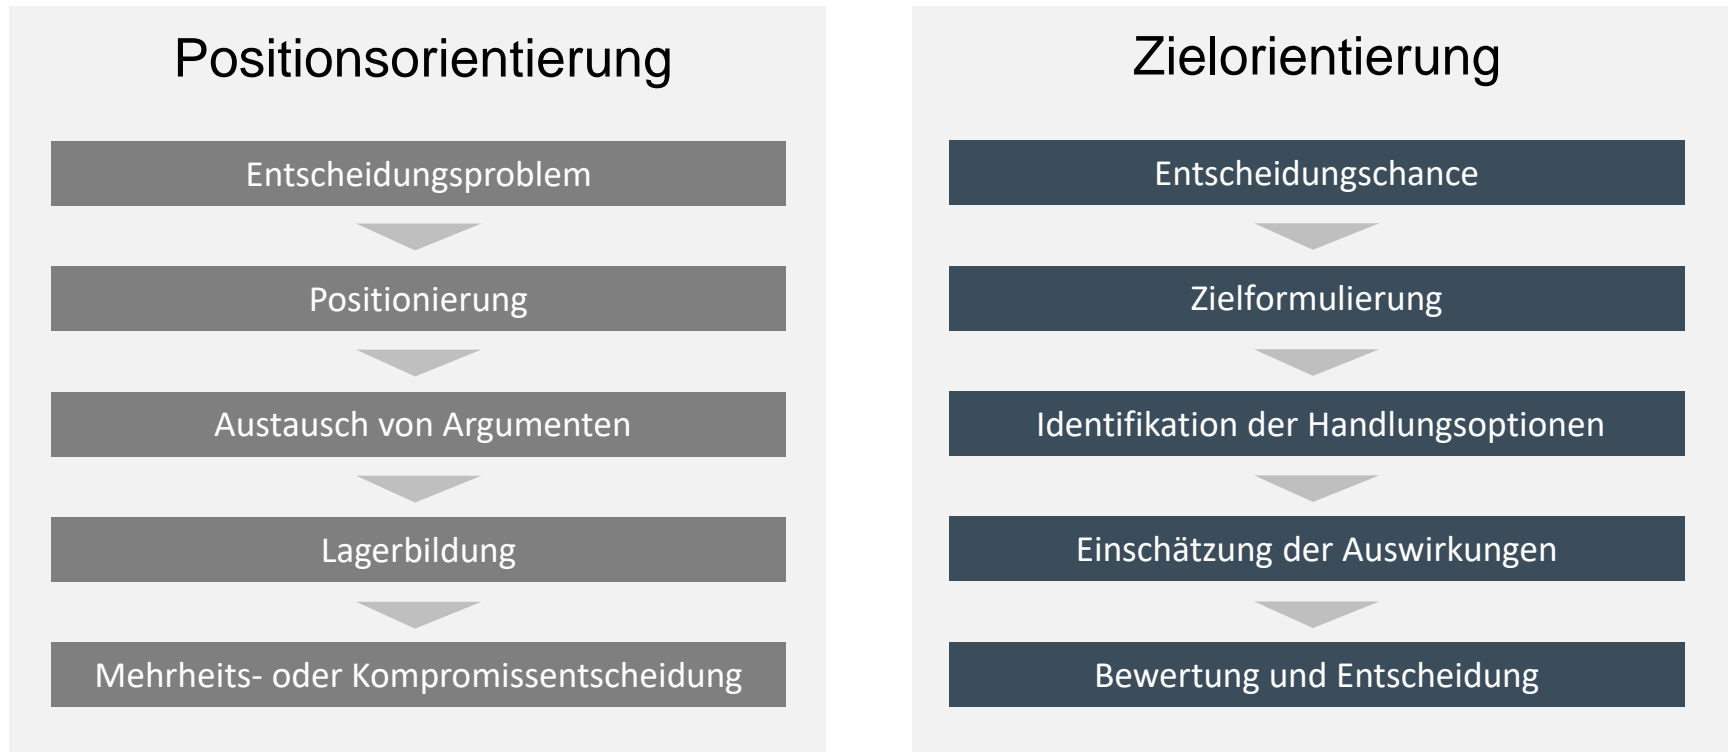 Positionsorientierung
Entscheidungsproblem
Positionierung
Austausch von Argumenten
Lagerbildung
Mehrheits- oder Kompromissentscheidung
Zielorientierung
Entscheidungschance
Zielformulierung
Identifikation der Handlungsoptionen
Einschätzung der Auswirkungen
Bewertung und Entscheidung